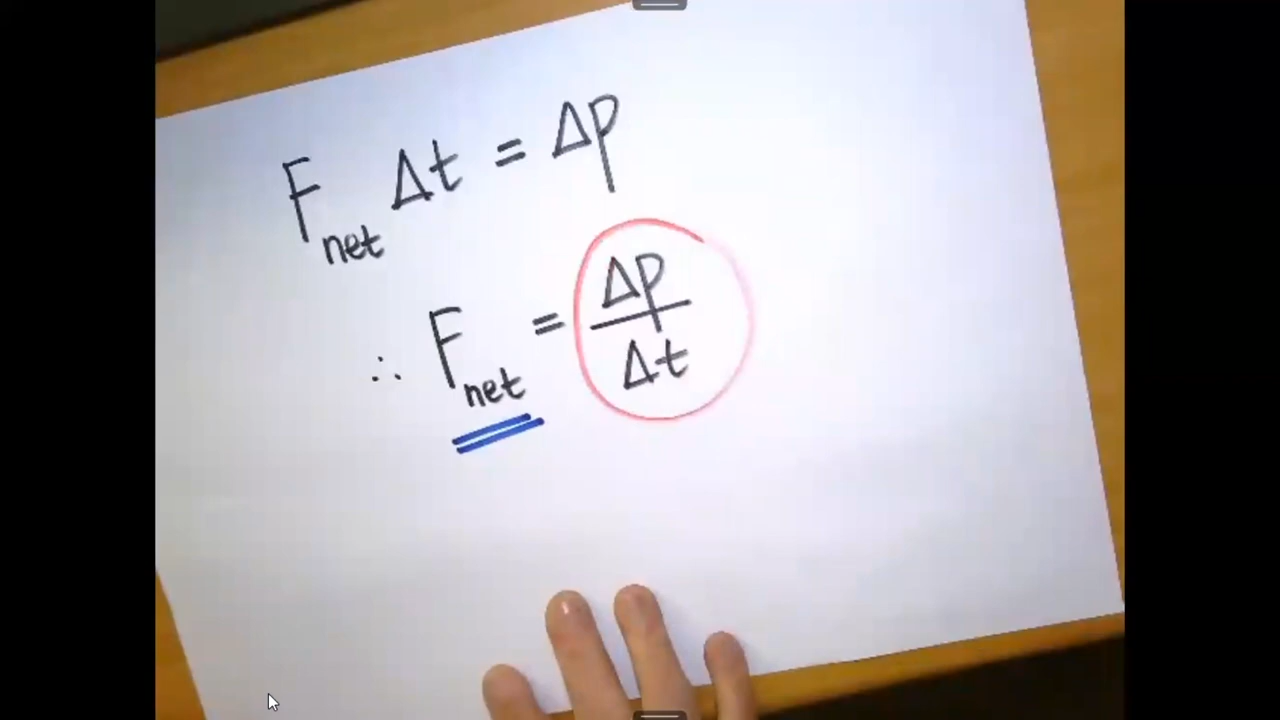 F_net Δt = Δp
∴ F_net = Δp/Δt